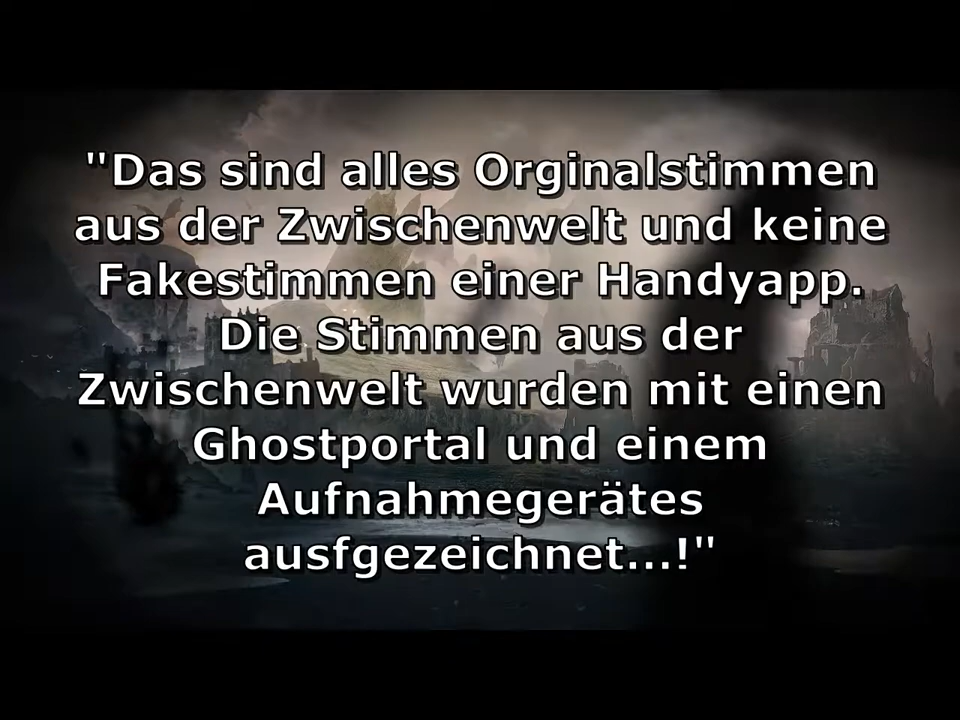 "Das sind alles Orginalstimmen
aus der Zwischenwelt und keine
Fakestimmen einer Handyapp.
Die Stimmen aus der
Zwischenwelt wurden mit einen
Ghostportal und einem
Aufnahmegerätes
ausfgezeichnet...!"